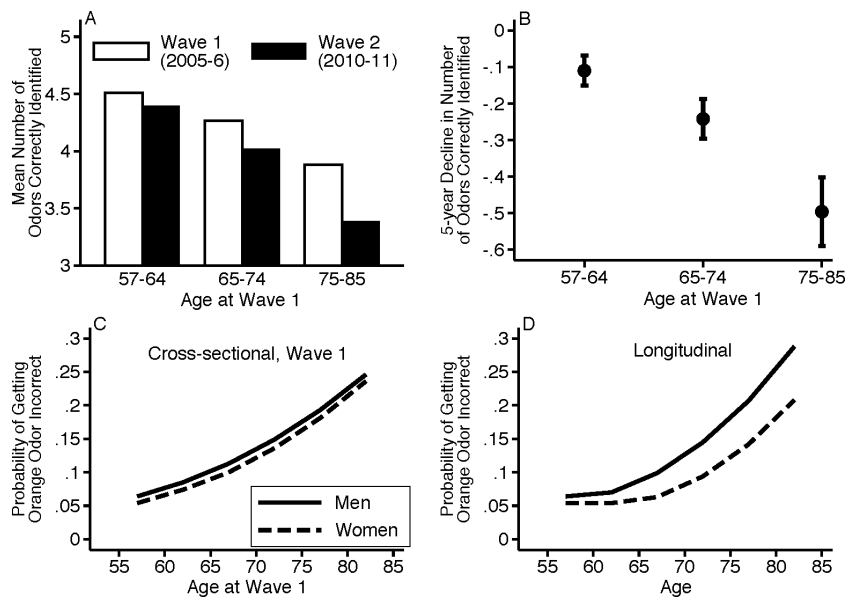 A
Wave 1
(2005-6)
Wave 2
(2010-11)
Mean Number of
Odors Correctly Identified
5
4.5
4
3.5
3
57-64
65-74
75-85
Age at Wave 1
B
5-year Decline in Number
of Odors Correctly Identified
0
-.1
-.2
-.3
-.4
-.5
-.6
57-64
65-74
75-85
Age at Wave 1
C
Cross-sectional, Wave 1
Probability of Getting
Orange Odor Incorrect
.3
.25
.2
.15
.1
.05
0
Men
Women
55
60
65
70
75
80
85
Age at Wave 1
D
Longitudinal
Probability of Getting
Orange Odor Incorrect
.3
.25
.2
.15
.1
.05
0
55
60
65
70
75
80
85
Age